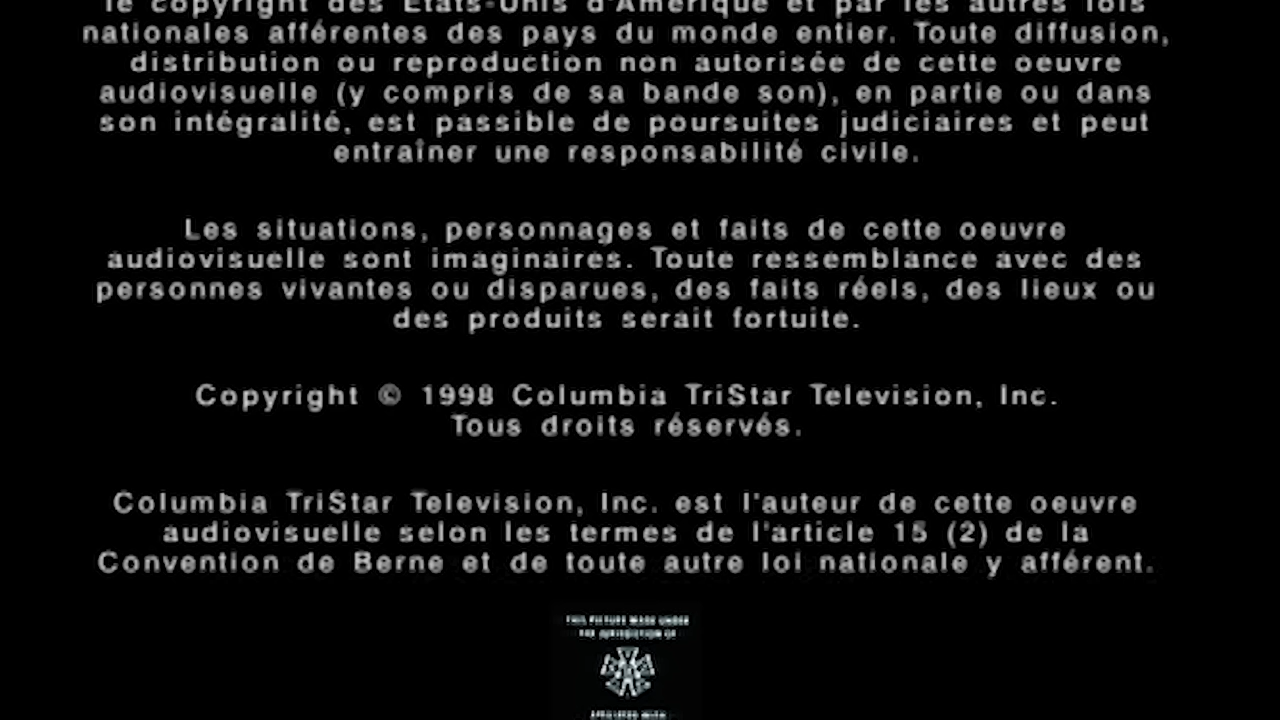 le copyright des Etats-Unis d'Amérique et par les autres lois
nationales afférentes des pays du monde entier. Toute diffusion,
distribution ou reproduction non autorisée de cette oeuvre
audiovisuelle (y compris de sa bande son), en partie ou dans
son intégralité, est passible de poursuites judiciaires et peut
entraîner une responsabilité civile.
Les situations, personnages et faits de cette oeuvre
audiovisuelle sont imaginaires. Toute ressemblance avec des
personnes vivantes ou disparues, des faits réels, des lieux ou
des produits serait fortuite.
Copyright © 1998 Columbia TriStar Television, Inc.
Tous droits réservés.
Columbia TriStar Television, Inc. est l'auteur de cette oeuvre
audiovisuelle selon les termes de l'article 15 (2) de la
Convention de Berne et de toute autre loi nationale y afférent.
THIS PICTURE MADE UNDER
THE JURISDICTION OF
AFFILIATED WITH